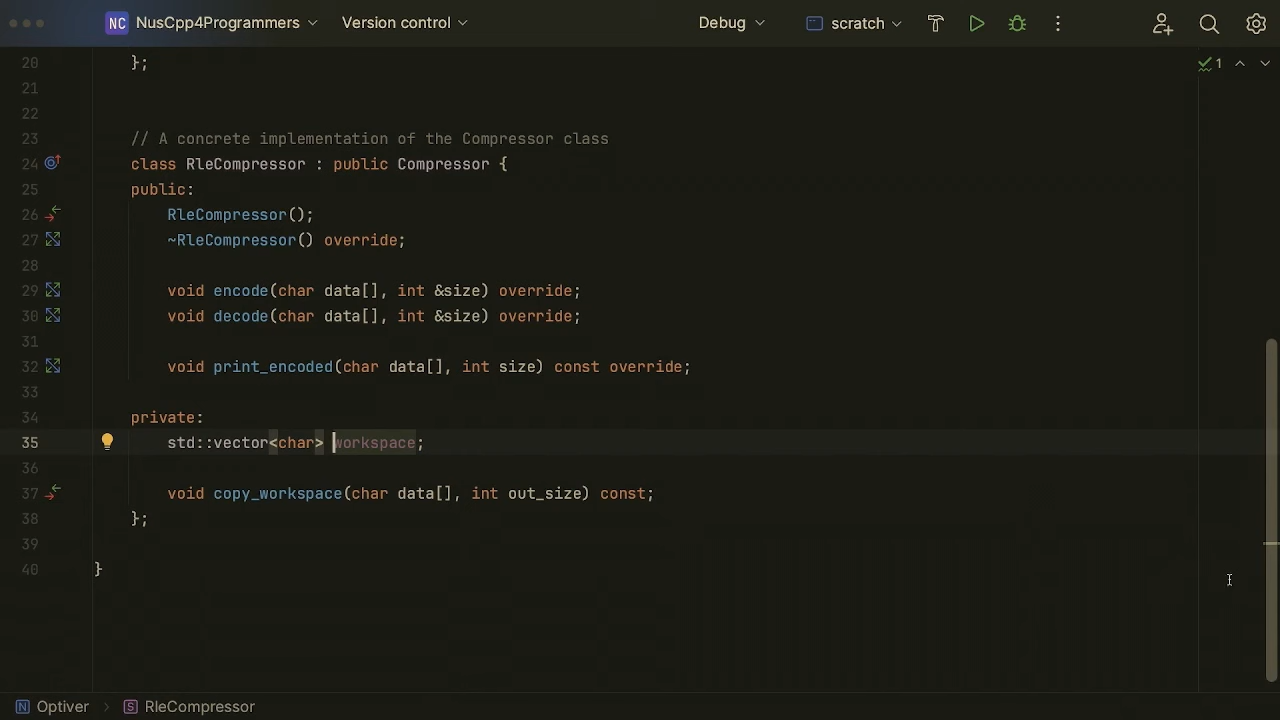 NC NusCpp4Programmers Version control Debug scratch
20 };
1
21
22
23 // A concrete implementation of the Compressor class
24 class RleCompressor : public Compressor {
25 public:
26 RleCompressor();
27 ~RleCompressor() override;
28
29 void encode(char data[], int &size) override;
30 void decode(char data[], int &size) override;
31
32 void print_encoded(char data[], int size) const override;
33
34 private:
35 std::vector<char> workspace;
36
37 void copy_workspace(char data[], int out_size) const;
38 };
39
40 }
N Optiver S RleCompressor